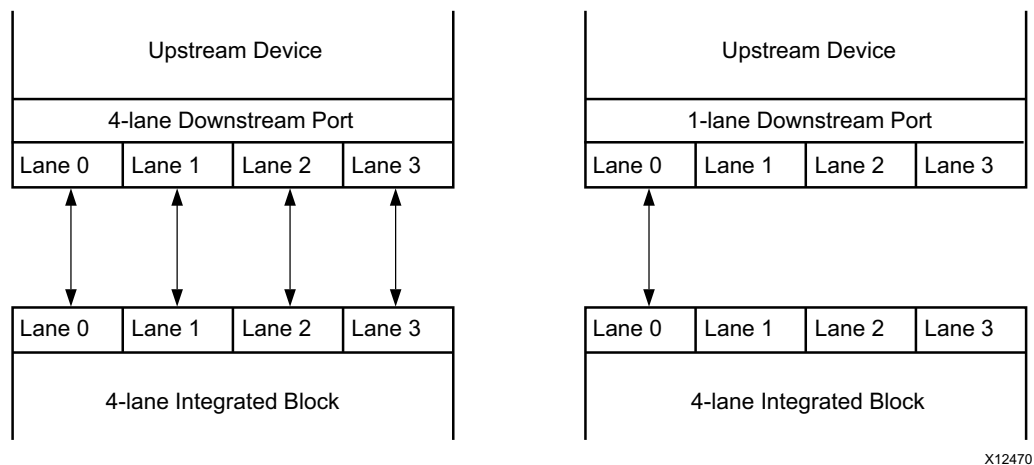 Upstream Device
4-lane Downstream Port
Lane 0 Lane 1 Lane 2 Lane 3
Lane 0 Lane 1 Lane 2 Lane 3
4-lane Integrated Block
Upstream Device
1-lane Downstream Port
Lane 0 Lane 1 Lane 2 Lane 3
Lane 0 Lane 1 Lane 2 Lane 3
4-lane Integrated Block
X12470